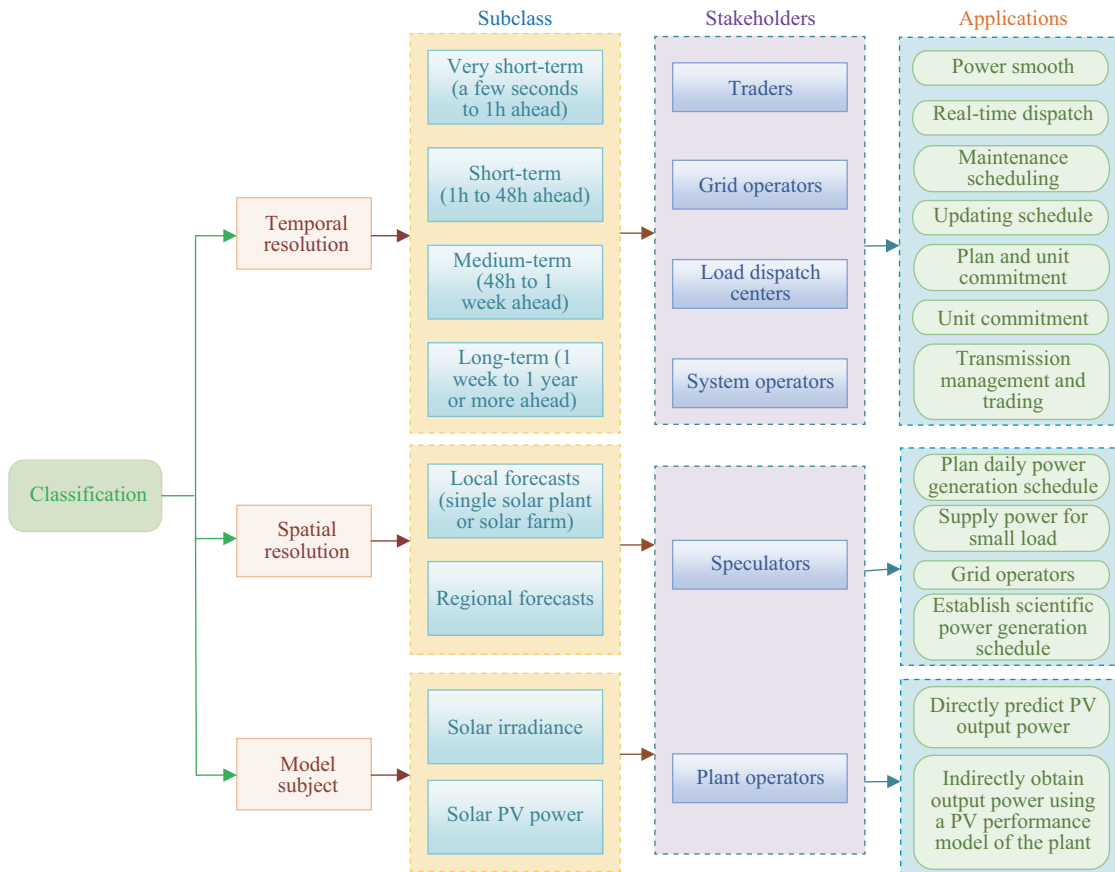 Subclass
Stakeholders
Applications
Classification
Temporal
resolution
Very short-term
(a few seconds
to 1h ahead)
Short-term
(1h to 48h ahead)
Medium-term
(48h to 1
week ahead)
Long-term (1
week to 1 year
or more ahead)
Traders
Grid operators
Load dispatch
centers
System operators
Power smooth
Real-time dispatch
Maintenance
scheduling
Updating schedule
Plan and unit
commitment
Unit commitment
Transmission
management and
trading
Spatial
resolution
Local forecasts
(single solar plant
or solar farm)
Regional forecasts
Speculators
Plan daily power
generation schedule
Supply power for
small load
Grid operators
Establish scientific
power generation
schedule
Model
subject
Solar irradiance
Solar PV power
Plant operators
Directly predict PV
output power
Indirectly obtain
output power using
a PV performance
model of the plant